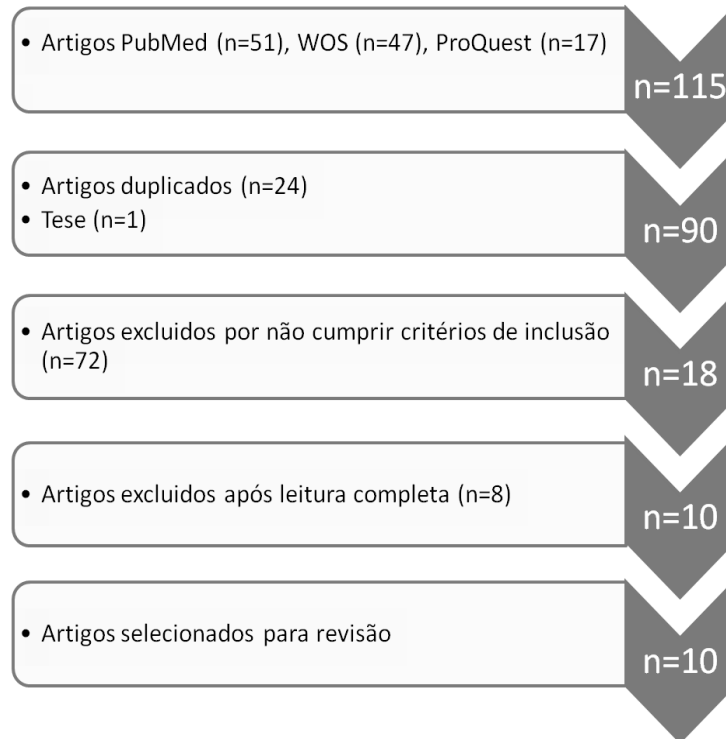 • Artigos PubMed (n=51), WOS (n=47), ProQuest (n=17)
n=115
• Artigos duplicados (n=24)
• Tese (n=1)
n=90
• Artigos excluidos por não cumprir critérios de inclusão
(n=72)
n=18
• Artigos excluidos após leitura completa (n=8)
n=10
• Artigos selecionados para revisão
n=10